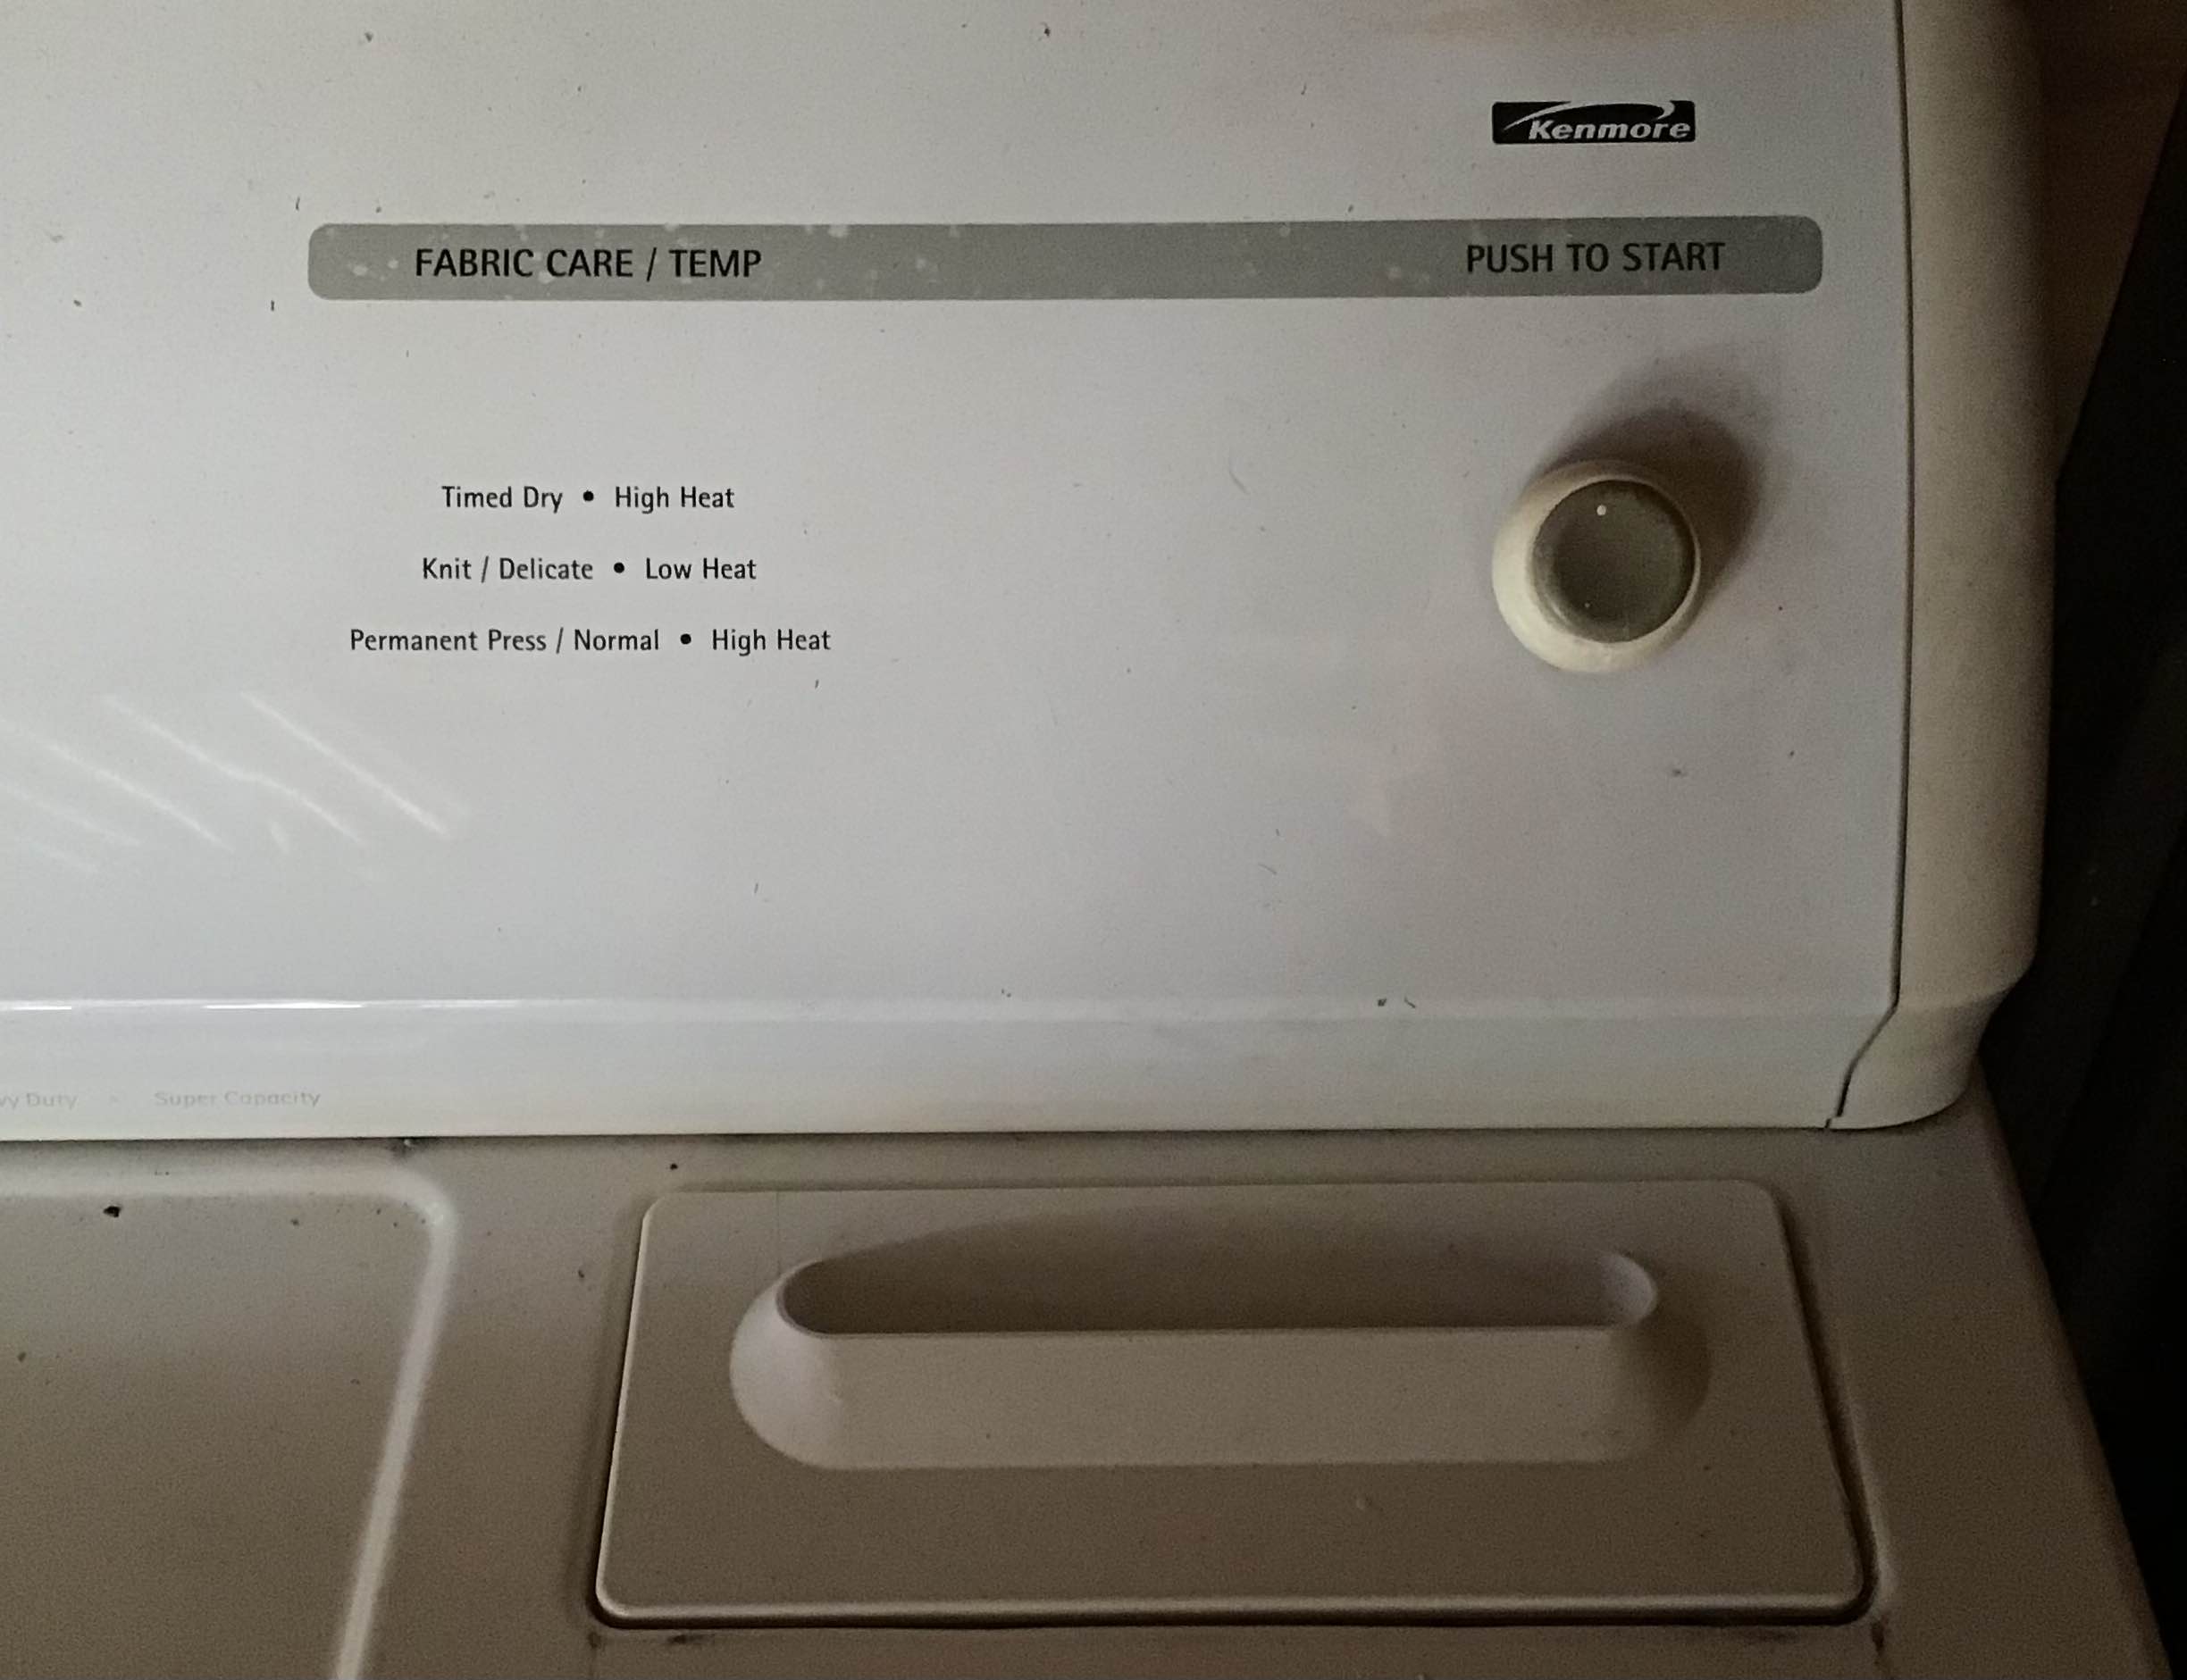 Kenmore
FABRIC CARE / TEMP PUSH TO START
Timed Dry • High Heat
Knit / Delicate • Low Heat
Permanent Press / Normal • High Heat
Duty • Super Capacity